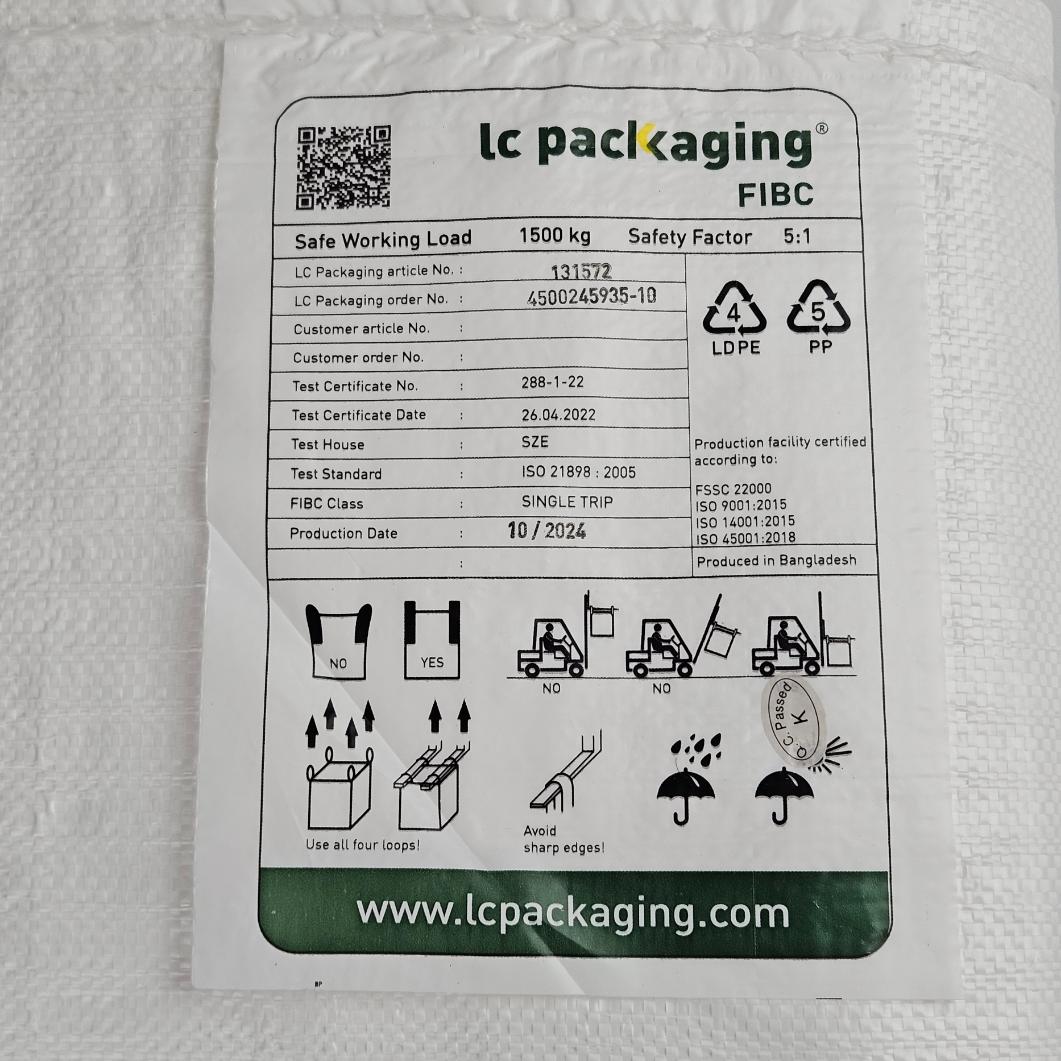 lc packaging®
FIBC
Safe Working Load 1500 kg Safety Factor 5:1
LC Packaging article No. : 131572
LC Packaging order No. : 4500245935-10
Customer article No. :
Customer order No. :
Test Certificate No. : 288-1-22
Test Certificate Date : 26.04.2022
Test House : SZE
Test Standard : ISO 21898 : 2005
FIBC Class : SINGLE TRIP
Production Date : 10 / 2024
:
4
LDPE
5
PP
Production facility certified
according to:
FSSC 22000
ISO 9001:2015
ISO 14001:2015
ISO 45001:2018
Produced in Bangladesh
NO
YES
NO
NO
Q.C. Passed
K
Use all four loops!
Avoid
sharp edges!
www.lcpackaging.com
BP